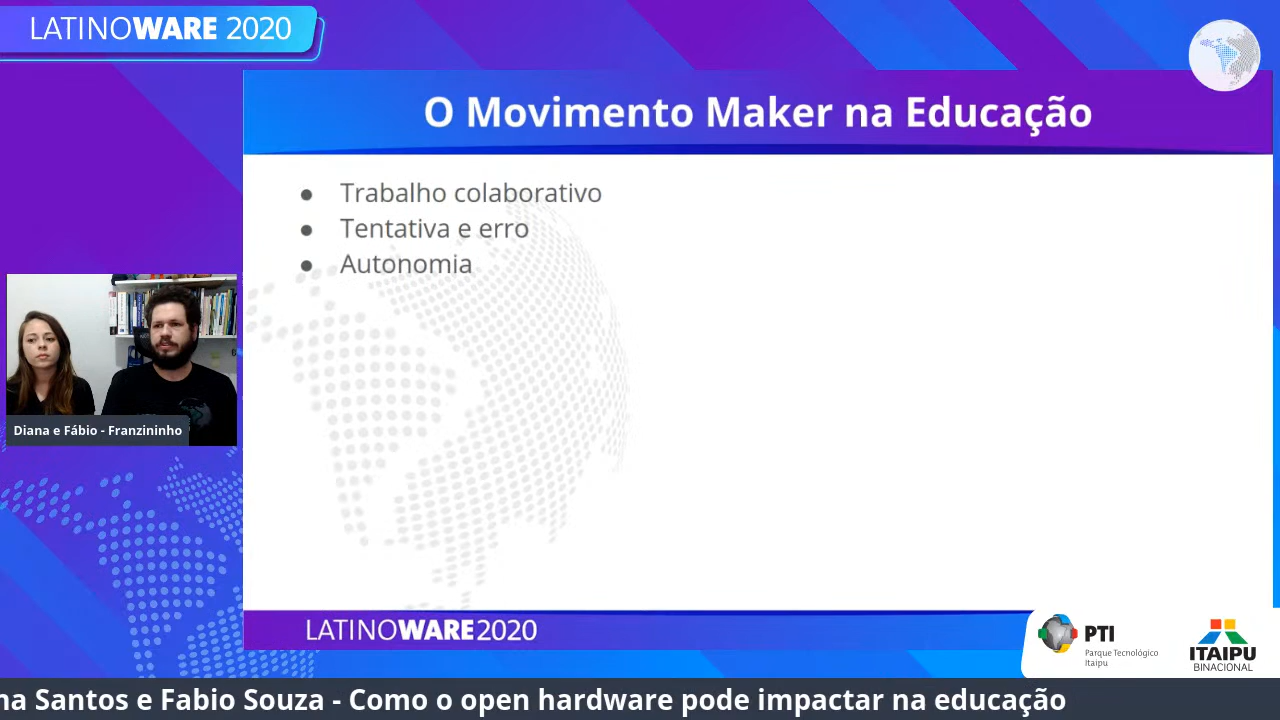 LATINOWARE 2020
O Movimento Maker na Educação
● Trabalho colaborativo
● Tentativa e erro
● Autonomia
Diana e Fábio - Franzininho
LATINOWARE2020
PTI
Parque Tecnológico
Itaipu
ITAIPU
BINACIONAL
na Santos e Fabio Souza - Como o open hardware pode impactar na educação